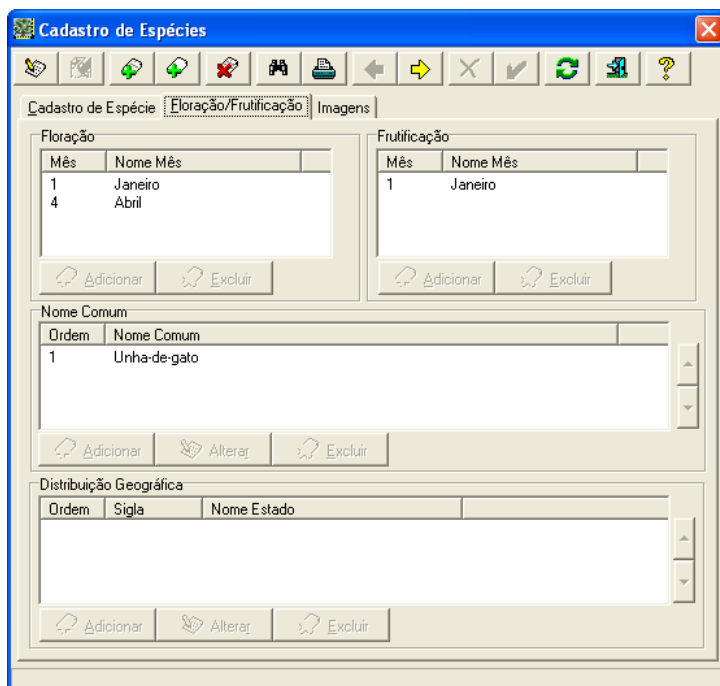 Cadastro de Espécies
Cadastro de Espécie Floração/Frutificação Imagens
Floração
Mês Nome Mês
1 Janeiro
4 Abril
Adicionar Excluir
Frutificação
Mês Nome Mês
1 Janeiro
Adicionar Excluir
Nome Comum
Ordem Nome Comum
1 Unha-de-gato
Adicionar Alterar Excluir
Distribuição Geográfica
Ordem Sigla Nome Estado
Adicionar Alterar Excluir